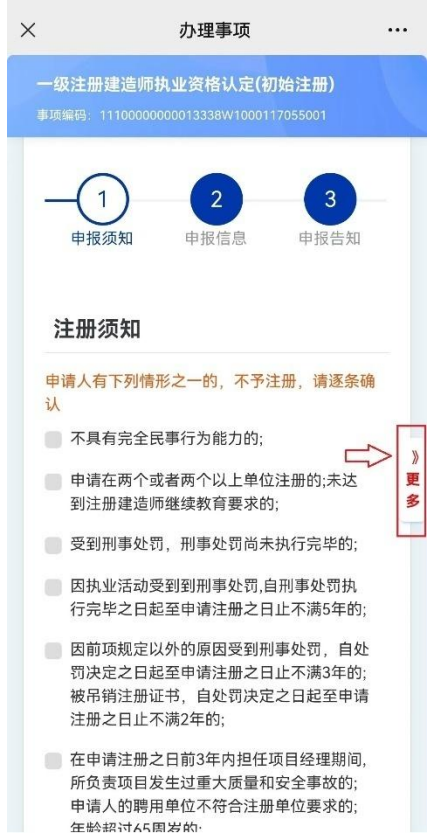 办理事项
一级注册建造师执业资格认定(初始注册)
事项编码: 11100000000013338W1000117055001
1
2
3
申报须知
申报信息
申报告知
注册须知
申请人有下列情形之一的，不予注册，请逐条确
认
不具有完全民事行为能力的;
申请在两个或者两个以上单位注册的;未达
到注册建造师继续教育要求的;
受到刑事处罚，刑事处罚尚未执行完毕的;
因执业活动受到到刑事处罚,自刑事处罚执
行完毕之日起至申请注册之日止不满5年的;
因前项规定以外的原因受到刑事处罚，自处
罚决定之日起至申请注册之日止不满3年的;
被吊销注册证书，自处罚决定之日起至申请
注册之日止不满2年的;
在申请注册之日前3年内担任项目经理期间,
所负责项目发生过重大质量和安全事故的;
申请人的聘用单位不符合注册单位要求的;
年龄超过65周岁的;
》更多